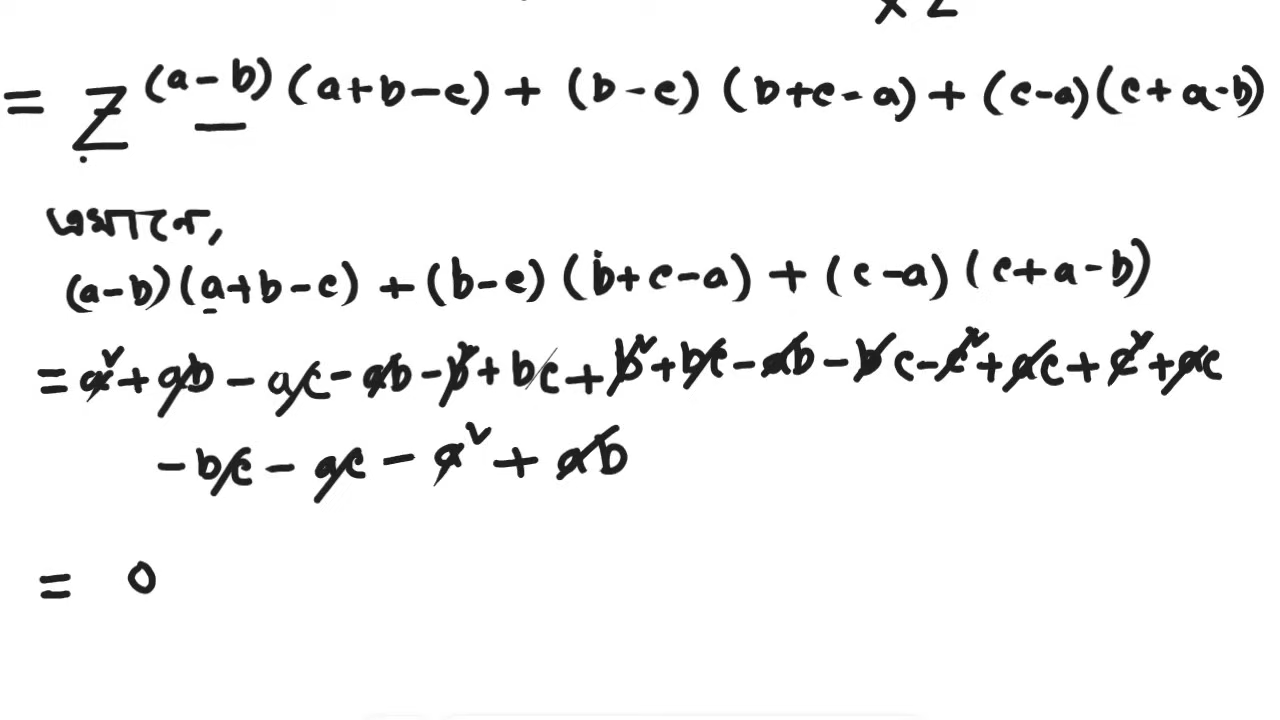 × 2
= Z^(a-b)(a+b-c)+(b-c)(b+c-a)+(c-a)(c+a-b)
এখানে,
(a-b)(a+b-c)+(b-c)(b+c-a)+(c-a)(c+a-b)
= a²+ab-ac-ab-b²+bc+b²+bc-ab-bc-c²+ac+c²+ac
-bc-ac-a²+ab
= 0